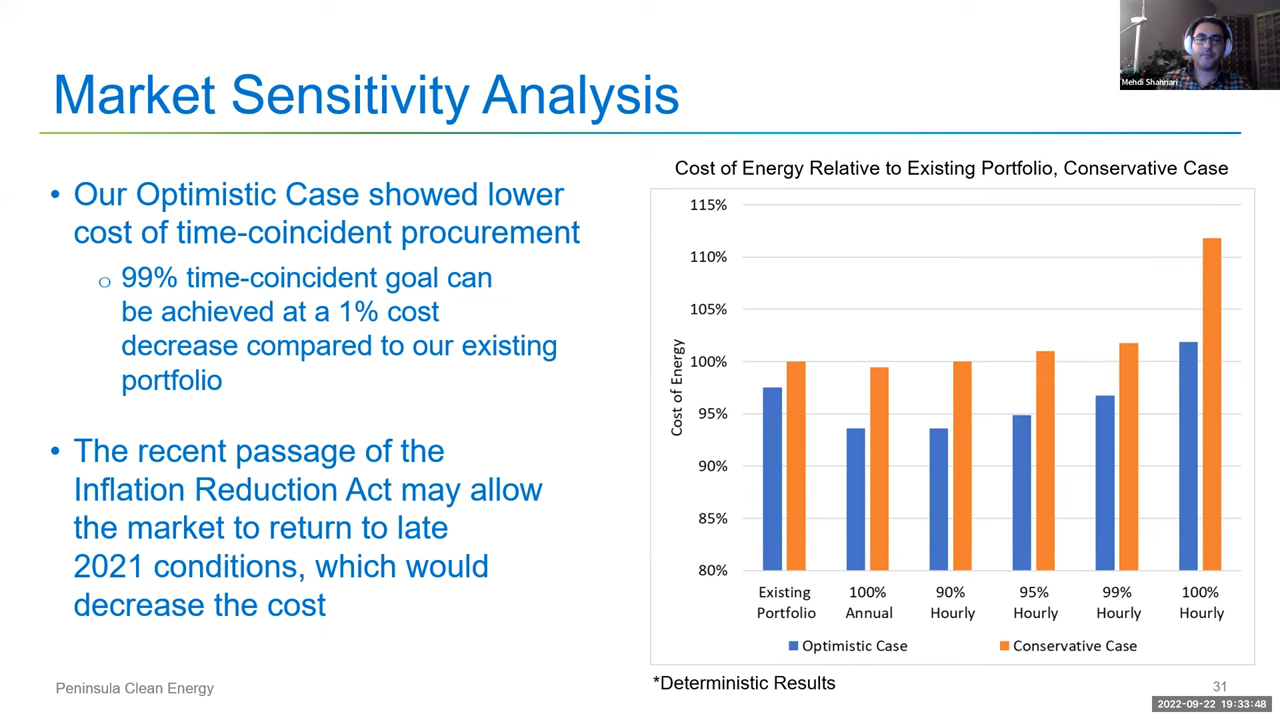 Mehdi Shahriari
Market Sensitivity Analysis
• Our Optimistic Case showed lower
cost of time-coincident procurement
o 99% time-coincident goal can
be achieved at a 1% cost
decrease compared to our existing
portfolio
• The recent passage of the
Inflation Reduction Act may allow
the market to return to late
2021 conditions, which would
decrease the cost
Cost of Energy Relative to Existing Portfolio, Conservative Case
115%
110%
105%
100%
95%
90%
85%
80%
Cost of Energy
Existing Portfolio
100% Annual
90% Hourly
95% Hourly
99% Hourly
100% Hourly
Optimistic Case
Conservative Case
*Deterministic Results
Peninsula Clean Energy
31
2022-09-22 19:33:48